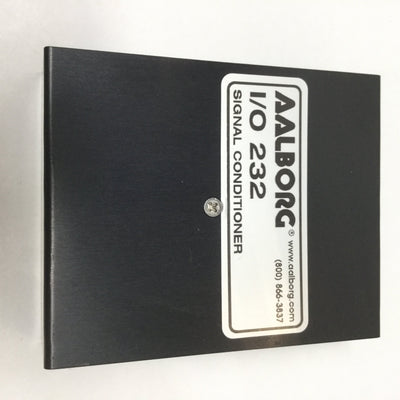 AALBORG®
I/O 232
SIGNAL CONDITIONER
www.aalborg.com
(800) 866-3837